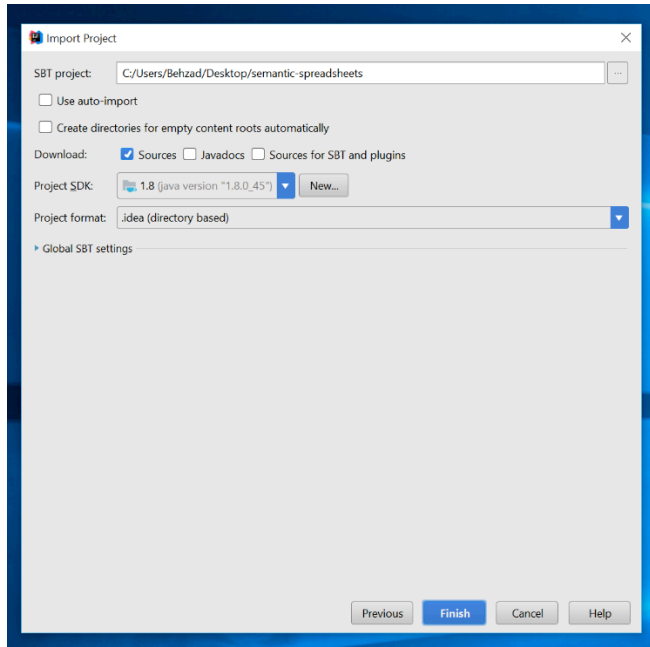 Import Project
SBT project: C:/Users/Behzad/Desktop/semantic-spreadsheets ...
Use auto-import
Create directories for empty content roots automatically
Download: Sources Javadocs Sources for SBT and plugins
Project SDK: 1.8 (java version "1.8.0_45") New...
Project format: .idea (directory based)
Global SBT settings
Previous Finish Cancel Help